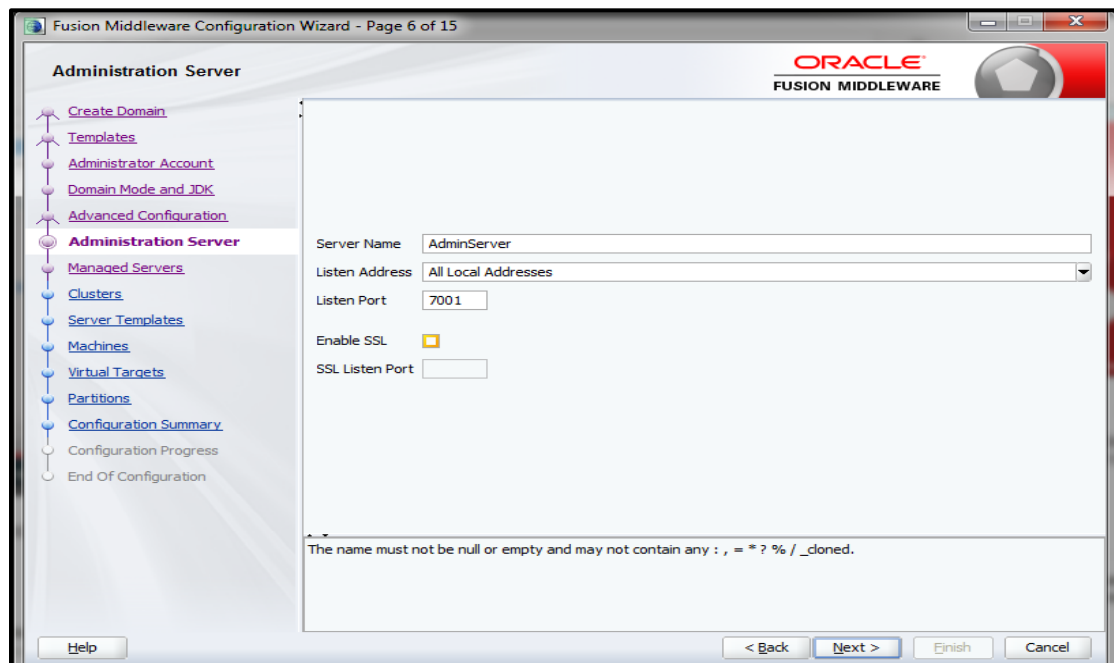 Fusion Middleware Configuration Wizard - Page 6 of 15
Administration Server
ORACLE
FUSION MIDDLEWARE
Create Domain
Templates
Administrator Account
Domain Mode and JDK
Advanced Configuration
Administration Server
Managed Servers
Clusters
Server Templates
Machines
Virtual Targets
Partitions
Configuration Summary
Configuration Progress
End Of Configuration
Server Name AdminServer
Listen Address All Local Addresses
Listen Port 7001
Enable SSL
SSL Listen Port
The name must not be null or empty and may not contain any : , = * ? % / _cloned.
Help
< Back Next > Finish Cancel